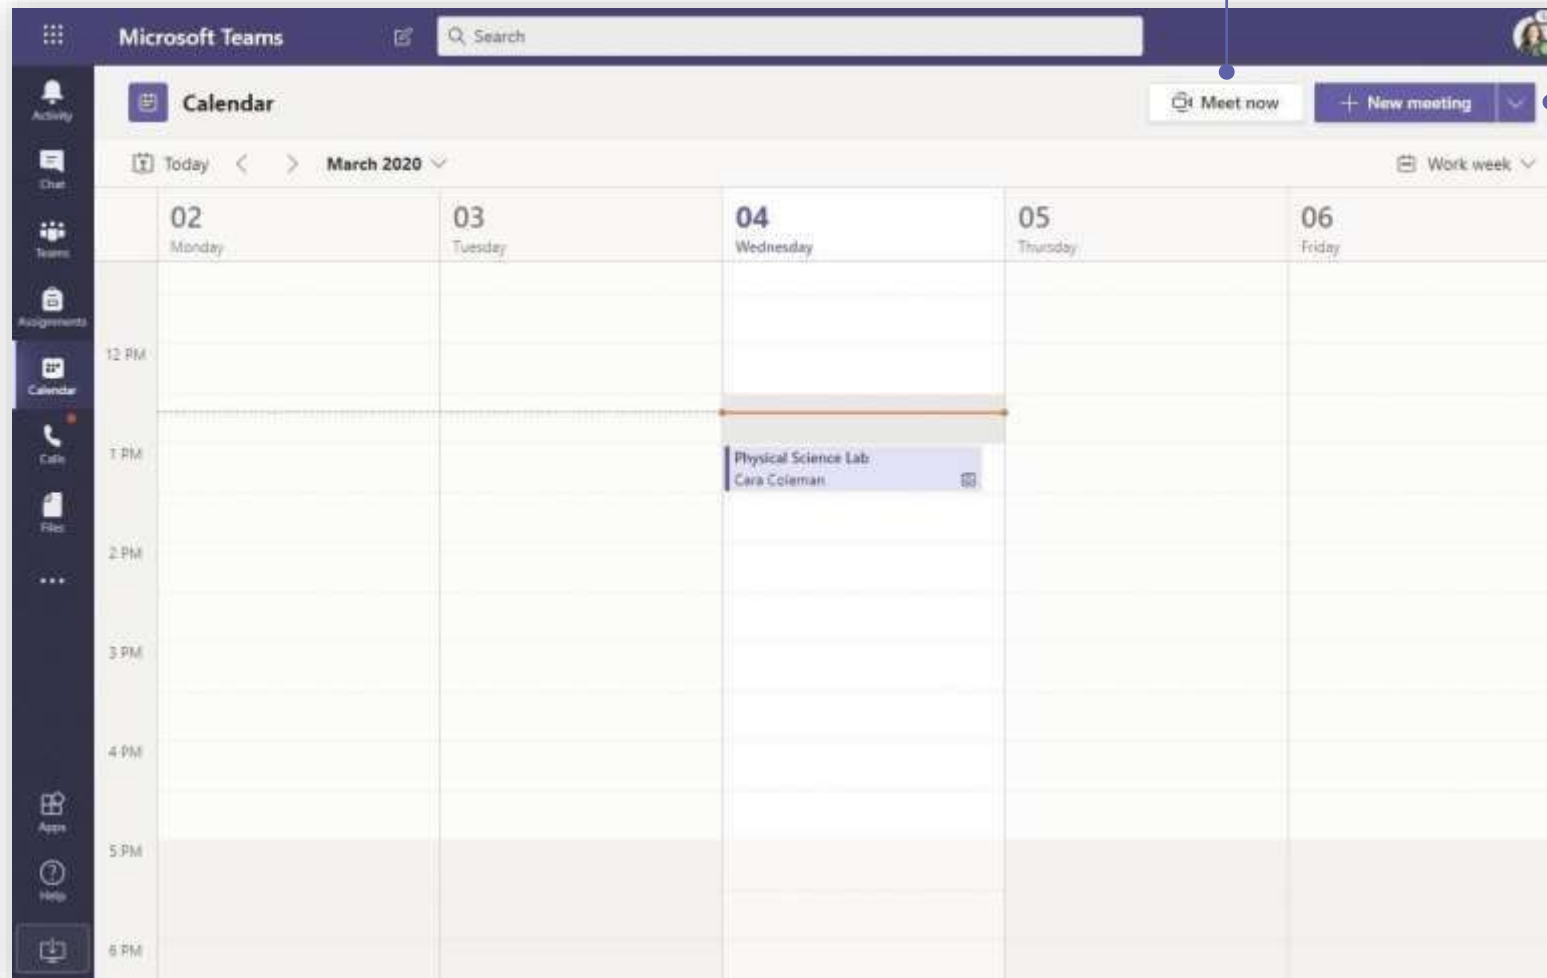 Microsoft Teams
Search
Activity
Chat
Teams
Assignments
Calendar
Calls
Files
Apps
Help
Calendar
Meet now
New meeting
Today
March 2020
Work week
02
Monday
03
Tuesday
04
Wednesday
05
Thursday
06
Friday
12 PM
1 PM
Physical Science Lab
Cara Coleman
2 PM
3 PM
4 PM
5 PM
6 PM